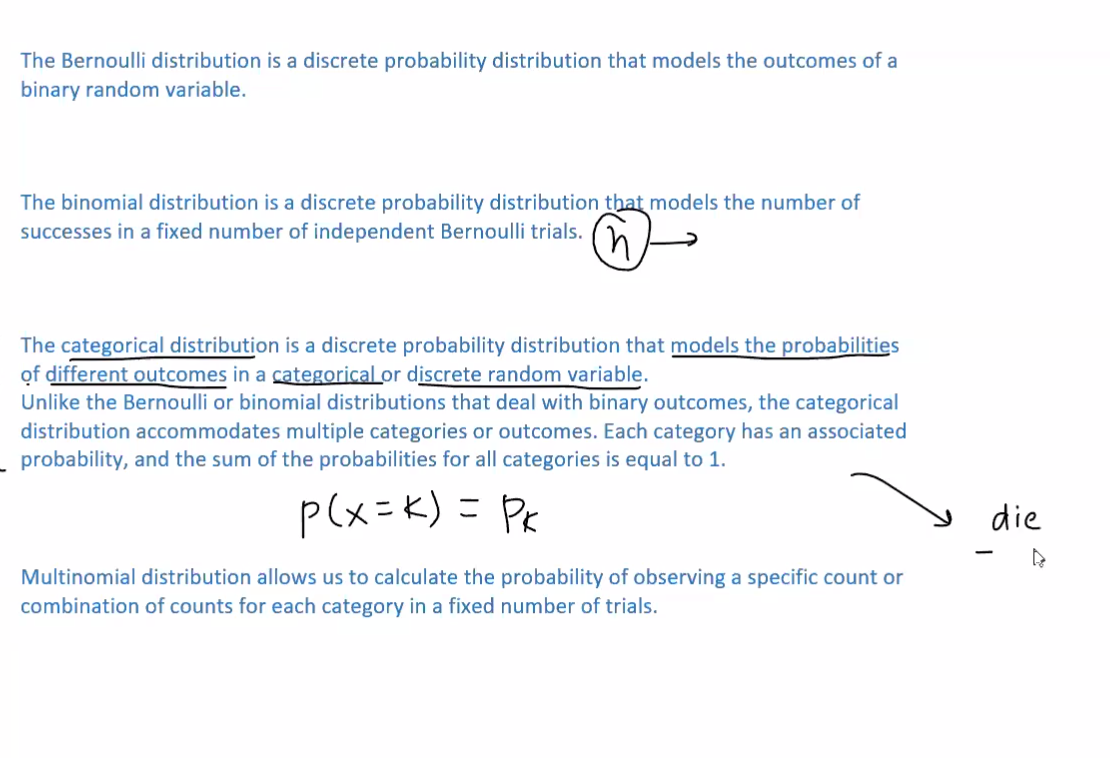 The Bernoulli distribution is a discrete probability distribution that models the outcomes of a
binary random variable.
The binomial distribution is a discrete probability distribution that models the number of
successes in a fixed number of independent Bernoulli trials.
n
The categorical distribution is a discrete probability distribution that models the probabilities
of different outcomes in a categorical or discrete random variable.
Unlike the Bernoulli or binomial distributions that deal with binary outcomes, the categorical
distribution accommodates multiple categories or outcomes. Each category has an associated
probability, and the sum of the probabilities for all categories is equal to 1.
P(x=k) = Pk
die
Multinomial distribution allows us to calculate the probability of observing a specific count or
combination of counts for each category in a fixed number of trials.